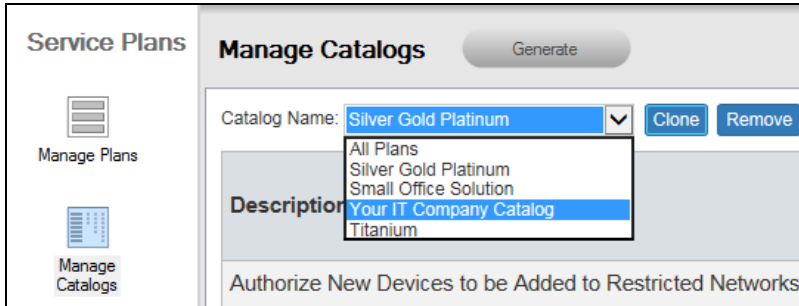 Service Plans
Manage Catalogs
Generate
Catalog Name: Silver Gold Platinum
Clone
Remove
All Plans
Silver Gold Platinum
Small Office Solution
Your IT Company Catalog
Titanium
Manage Plans
Description
Manage
Catalogs
Authorize New Devices to be Added to Restricted Networks